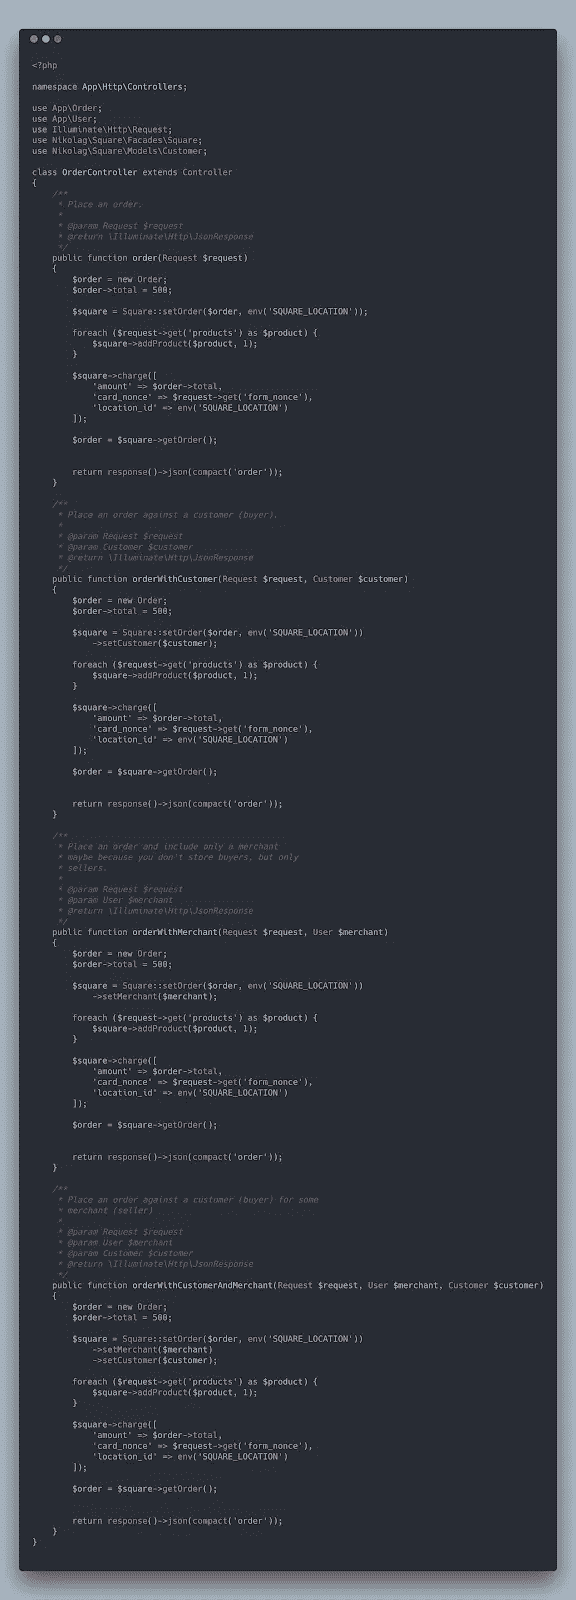 <?php

namespace App\Http\Controllers;

use App\Order;
use App\User;
use Illuminate\Http\Request;
use Nikolag\Square\Facades\Square;
use Nikolag\Square\Models\Customer;

class OrderController extends Controller
{
    /**
     * Place an order.
     *
     * @param Request $request
     * @return \Illuminate\Http\JsonResponse
     */
    public function order(Request $request)
    {
        $order = new Order;
        $order->total = 500;

        $square = Square::setOrder($order, env('SQUARE_LOCATION'));

        foreach ($request->get('products') as $product) {
            $square->addProduct($product, 1);
        }

        $square->charge([
            'amount' => $order->total,
            'card_nonce' => $request->get('form_nonce'),
            'location_id' => env('SQUARE_LOCATION')
        ]);

        $order = $square->getOrder();


        return response()->json(compact('order'));
    }

    /**
     * Place an order against a customer (buyer).
     *
     * @param Request $request
     * @param Customer $customer
     * @return \Illuminate\Http\JsonResponse
     */
    public function orderWithCustomer(Request $request, Customer $customer)
    {
        $order = new Order;
        $order->total = 500;

        $square = Square::setOrder($order, env('SQUARE_LOCATION'))
            ->setCustomer($customer);

        foreach ($request->get('products') as $product) {
            $square->addProduct($product, 1);
        }

        $square->charge([
            'amount' => $order->total,
            'card_nonce' => $request->get('form_nonce'),
            'location_id' => env('SQUARE_LOCATION')
        ]);

        $order = $square->getOrder();


        return response()->json(compact('order'));
    }

    /**
     * Place an order and include only a merchant
     * maybe because you don't store buyers, but only
     * sellers.
     *
     * @param Request $request
     * @param User $merchant
     * @return \Illuminate\Http\JsonResponse
     */
    public function orderWithMerchant(Request $request, User $merchant)
    {
        $order = new Order;
        $order->total = 500;

        $square = Square::setOrder($order, env('SQUARE_LOCATION'))
            ->setMerchant($merchant);

        foreach ($request->get('products') as $product) {
            $square->addProduct($product, 1);
        }

        $square->charge([
            'amount' => $order->total,
            'card_nonce' => $request->get('form_nonce'),
            'location_id' => env('SQUARE_LOCATION')
        ]);

        $order = $square->getOrder();


        return response()->json(compact('order'));
    }

    /**
     * Place an order against a customer (buyer) for some
     * merchant (seller)
     *
     * @param Request $request
     * @param User $merchant
     * @param Customer $customer
     * @return \Illuminate\Http\JsonResponse
     */
    public function orderWithCustomerAndMerchant(Request $request, User $merchant, Customer $customer)
    {
        $order = new Order;
        $order->total = 500;

        $square = Square::setOrder($order, env('SQUARE_LOCATION'))
            ->setMerchant($merchant)
            ->setCustomer($customer);

        foreach ($request->get('products') as $product) {
            $square->addProduct($product, 1);
        }

        $square->charge([
            'amount' => $order->total,
            'card_nonce' => $request->get('form_nonce'),
            'location_id' => env('SQUARE_LOCATION')
        ]);

        $order = $square->getOrder();


        return response()->json(compact('order'));
    }
}